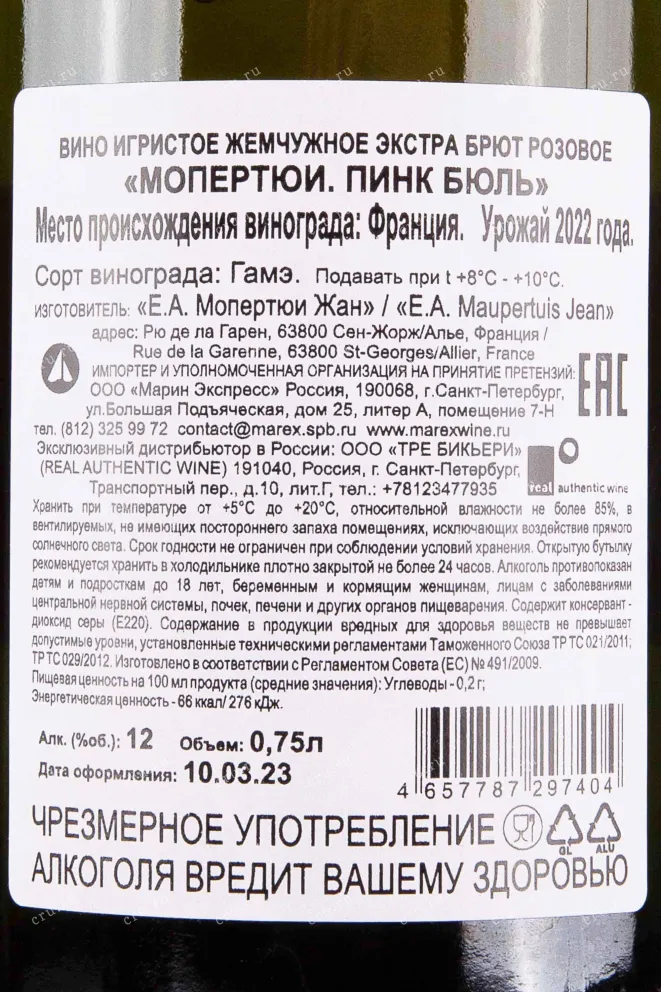 ВИНО ИГРИСТОЕ ЖЕМЧУЖНОЕ ЭКСТРА БРЮТ РОЗОВОЕ
«МОПЕРТЮИ. ПИНК БЮЛЬ»
Место происхождения винограда: Франция. Урожай 2022 года.
Сорт винограда: Гамэ. Подавать при t +8°C - +10°C.
ИЗГОТОВИТЕЛЬ: «Е.А. Мопертюи Жан» / «E.A. Maupertuis Jean»
адрес: Рю де ла Гарен, 63800 Сен-Жорж/Алье, Франция /
Rue de la Garenne, 63800 St-Georges/Allier, France
ИМПОРТЕР И УПОЛНОМОЧЕННАЯ ОРГАНИЗАЦИЯ НА ПРИНЯТИЕ ПРЕТЕНЗИЙ:
ООО «Марин Экспресс» Россия, 190068, г.Санкт-Петербург,
ул.Большая Подъяческая, дом 25, литер А, помещение 7-Н
тел. (812) 325 99 72 contact@marex.spb.ru www.marexwine.ru
EAC
Эксклюзивный дистрибьютор в России: ООО «ТРЕ БИКЬЕРИ»
(REAL AUTHENTIC WINE) 191040, Россия, г. Санкт-Петербург,
Транспортный пер., д.10, лит.Г, тел.: +78123477935
real authentic wine
Хранить при температуре от +5°C до +20°C, относительной влажности не более 85%, в
вентилируемых, не имеющих постороннего запаха помещениях, исключающих воздействие прямого
солнечного света. Срок годности не ограничен при соблюдении условий хранения. Открытую бутылку
рекомендуется хранить в холодильнике плотно закрытой не более 24 часов. Алкоголь противопоказан
детям и подросткам до 18 лет, беременным и кормящим женщинам, лицам с заболеваниями
центральной нервной системы, почек, печени и других органов пищеварения. Содержит консервант -
диоксид серы (E220). Содержание в продукции вредных для здоровья веществ не превышает
допустимые уровни, установленные техническими регламентами Таможенного Союза ТР ТС 021/2011;
ТР ТС 029/2012. Изготовлено в соответствии с Регламентом Совета (ЕС) № 491/2009.
Пищевая ценность на 100 мл продукта (средние значения): Углеводы - 0,2 г;
Энергетическая ценность - 66 ккал/ 276 кДж.
Алк. (%об.): 12 Объем: 0,75л
Дата оформления: 10.03.23
4 657787 297404
ЧРЕЗМЕРНОЕ УПОТРЕБЛЕНИЕ
GL ALU
АЛКОГОЛЯ ВРЕДИТ ВАШЕМУ ЗДОРОВЬЮ